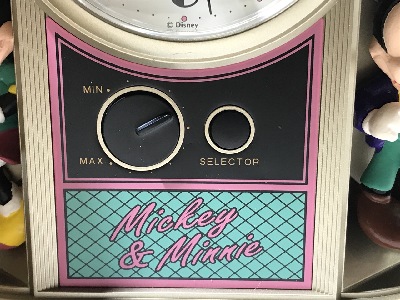 © Disney
MIN
MAX
SELECTOR
Mickey
& Minnie